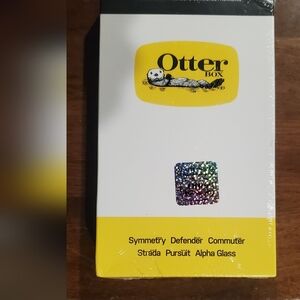 Otter
BOX
Symmetry Defender Commuter
Strada Pursuit Alpha Glass